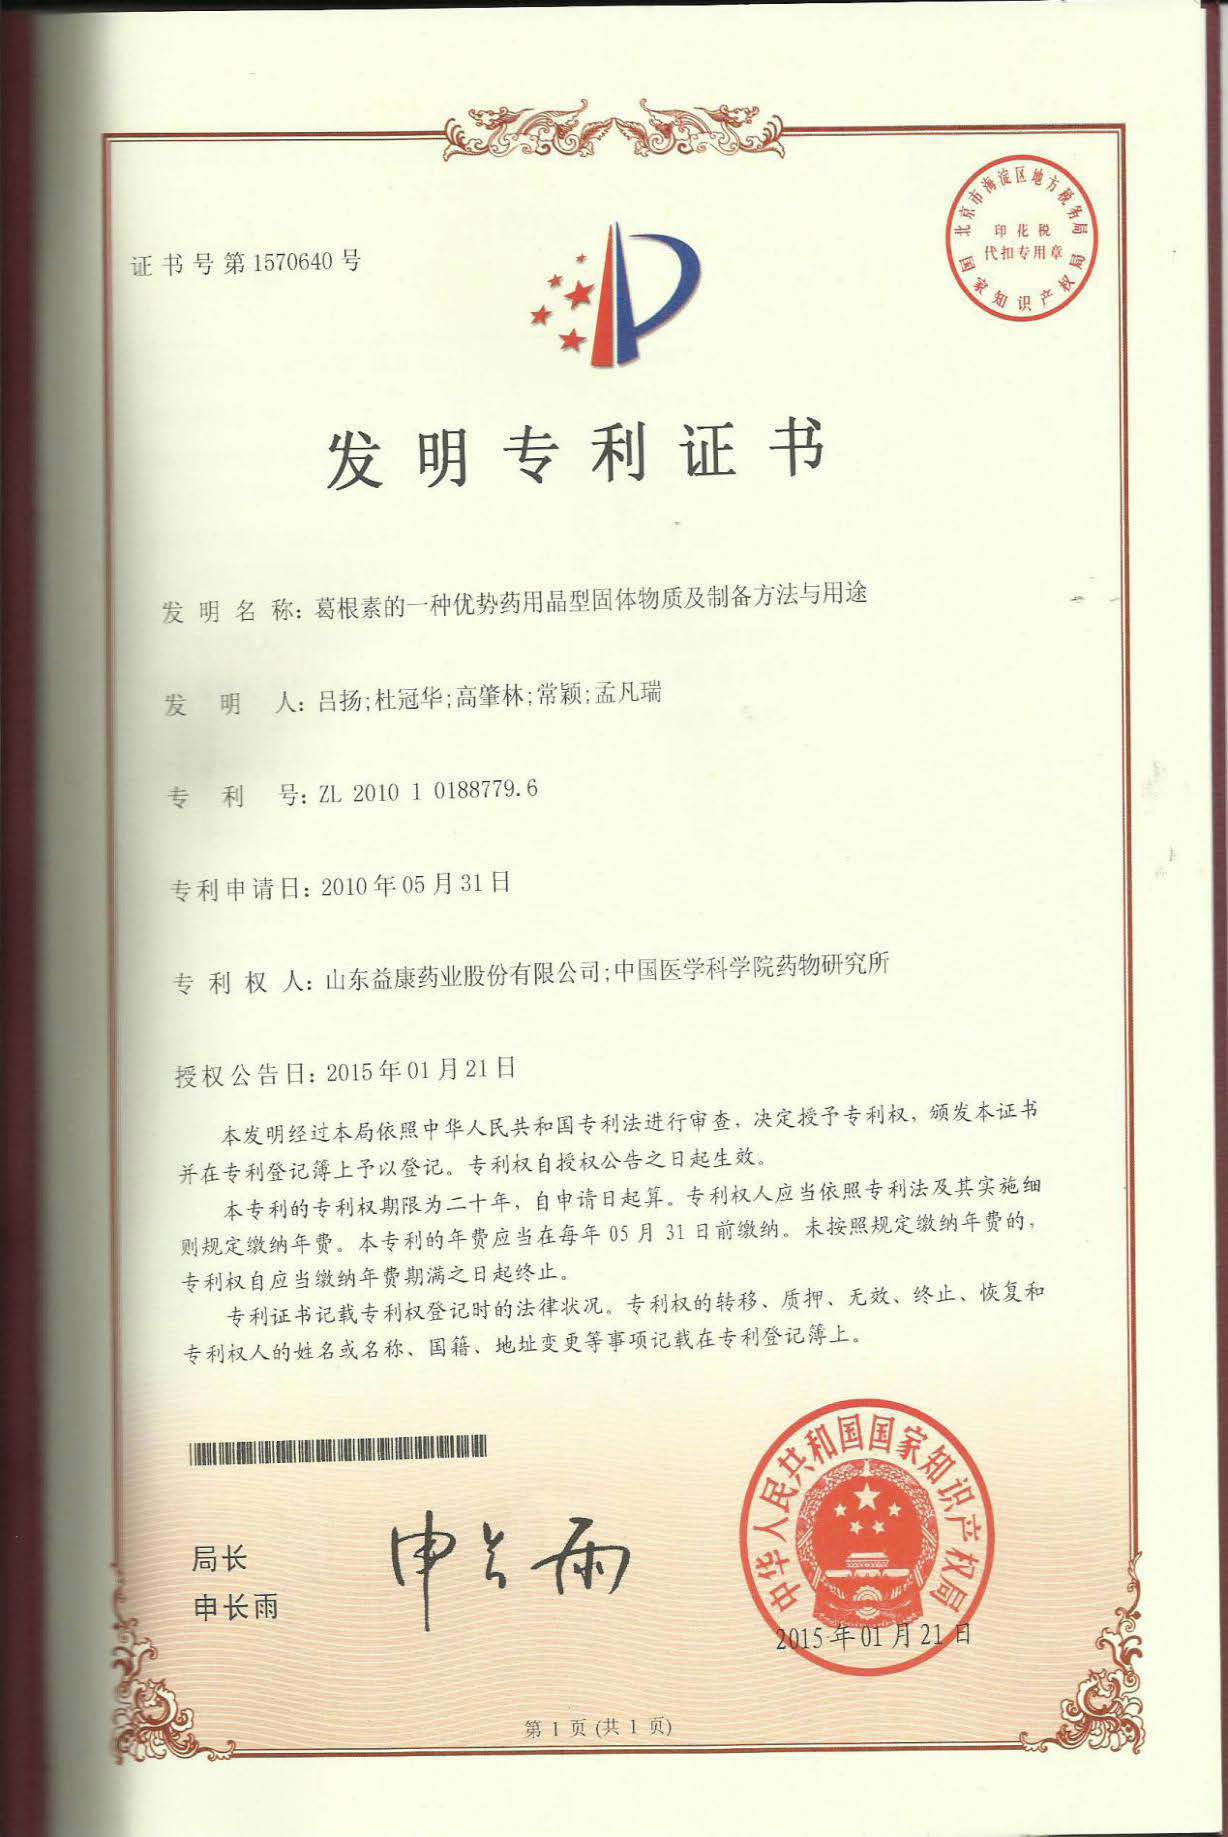 证书号第1570640号
北京市海淀区地方税务局
印花税
代扣专用章
国家知识产权局
发明专利证书
发明名称：葛根素的一种优势药用晶型固体物质及制备方法与用途
发明人：吕扬;杜冠华;高肇林;常颖;孟凡瑞
专利号：ZL 2010 1 0188779.6
专利申请日：2010年05月31日
专利权人：山东益康药业股份有限公司;中国医学科学院药物研究所
授权公告日：2015年01月21日
本发明经过本局依照中华人民共和国专利法进行审查，决定授予专利权，颁发本证书
并在专利登记簿上予以登记。专利权自授权公告之日起生效。
本专利的专利权期限为二十年，自申请日起算。专利权人应当依照专利法及其实施细
则规定缴纳年费。本专利的年费应当在每年05月31日前缴纳。未按照规定缴纳年费的，
专利权自应当缴纳年费期满之日起终止。
专利证书记载专利权登记时的法律状况。专利权的转移、质押、无效、终止、恢复和
专利权人的姓名或名称、国籍、地址变更等事项记载在专利登记簿上。
局长
申长雨
申长雨
中华人民共和国国家知识产权局
2015年01月21日
第1页(共1页)